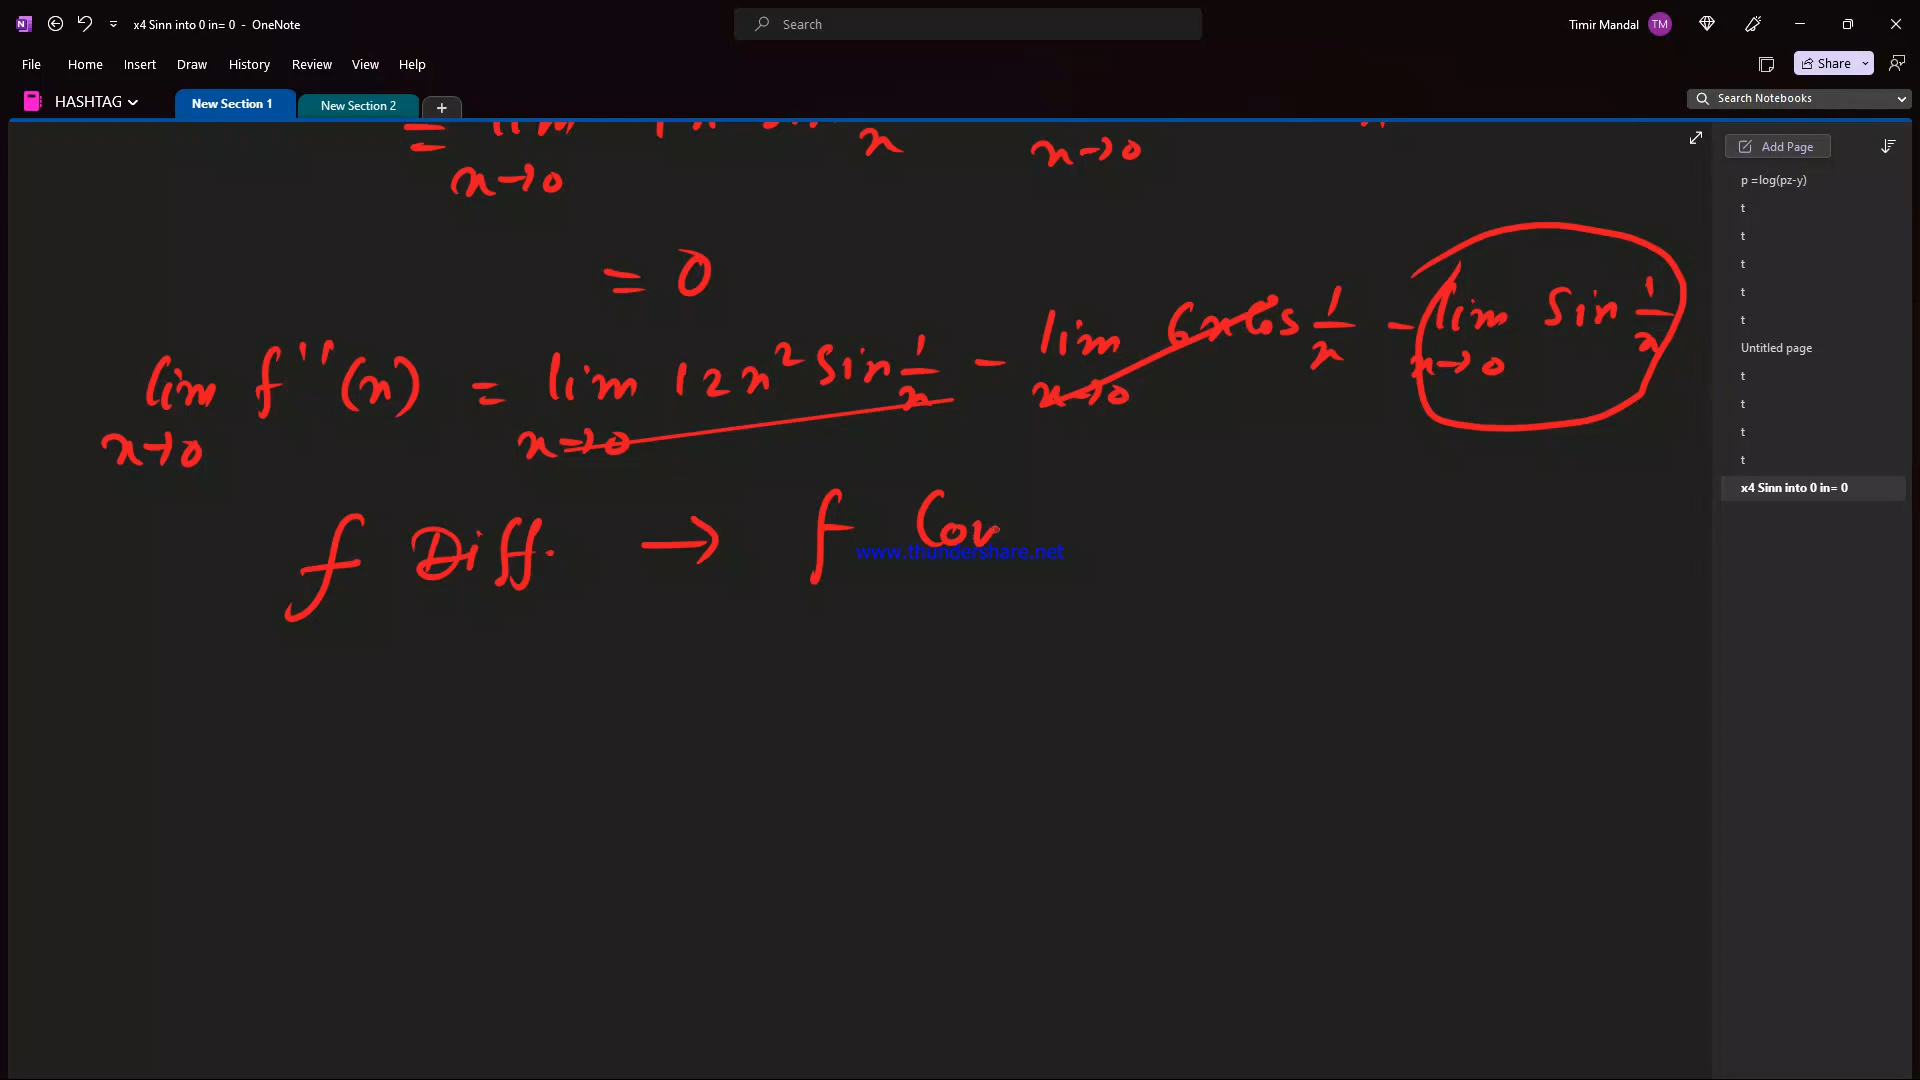 x4 Sinn into 0 in= 0 - OneNote
Search
Timir Mandal TM
File Home Insert Draw History Review View Help
Share
HASHTAG
New Section 1
New Section 2
+
Search Notebooks
Add Page
p =log(pz-y)
t
t
t
t
t
Untitled page
t
t
t
t
x4 Sinn into 0 in= 0
x
x→0
x→0
= 0
lim x→0 f''(x) = lim x→0 12x² Sin 1/x - lim x→0 6x Cos 1/x - lim x→0 Sin 1/x
f Diff. → f Con
www.thundershare.net